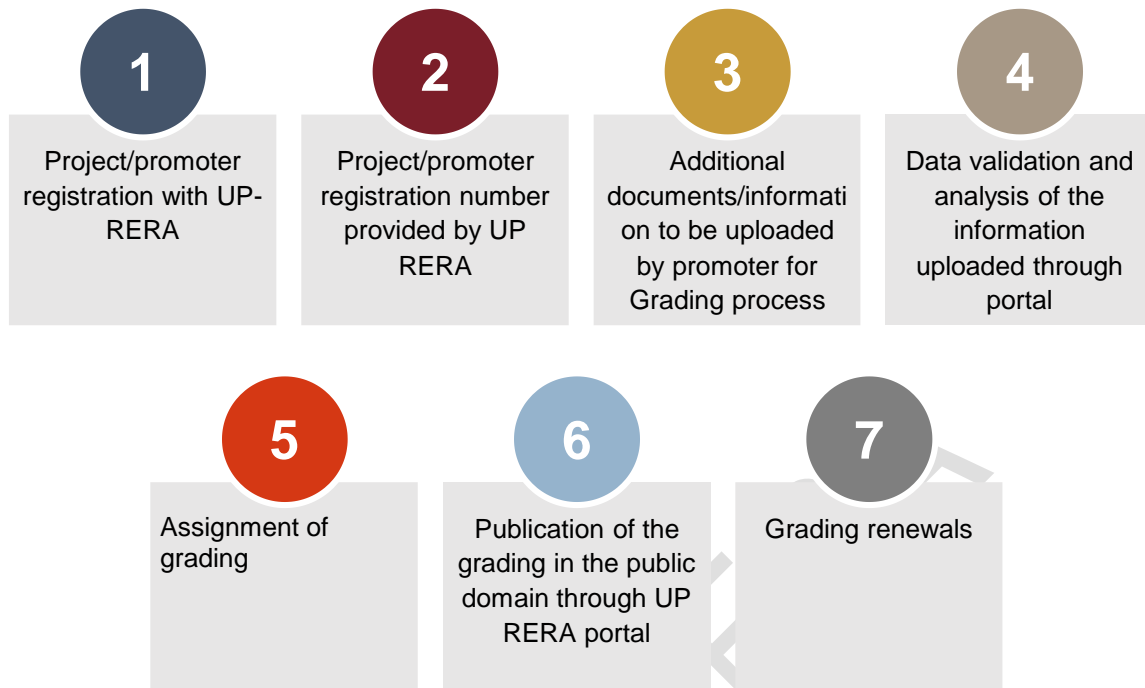 1
Project/promoter
registration with UP-
RERA
2
Project/promoter
registration number
provided by UP
RERA
3
Additional
documents/informati
on to be uploaded
by promoter for
Grading process
4
Data validation and
analysis of the
information
uploaded through
portal
5
Assignment of
grading
6
Publication of the
grading in the public
domain through UP
RERA portal
7
Grading renewals